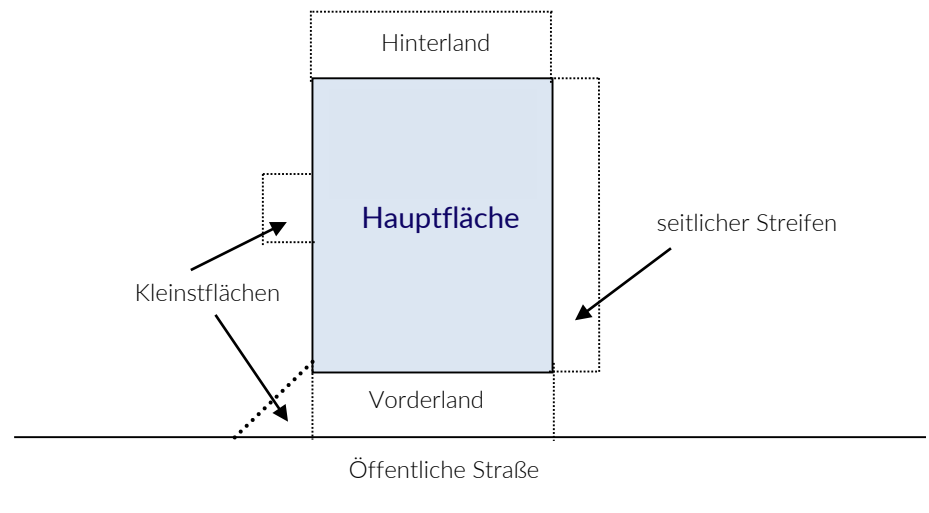 Hinterland
Hauptfläche
seitlicher Streifen
Kleinstflächen
Vorderland
Öffentliche Straße